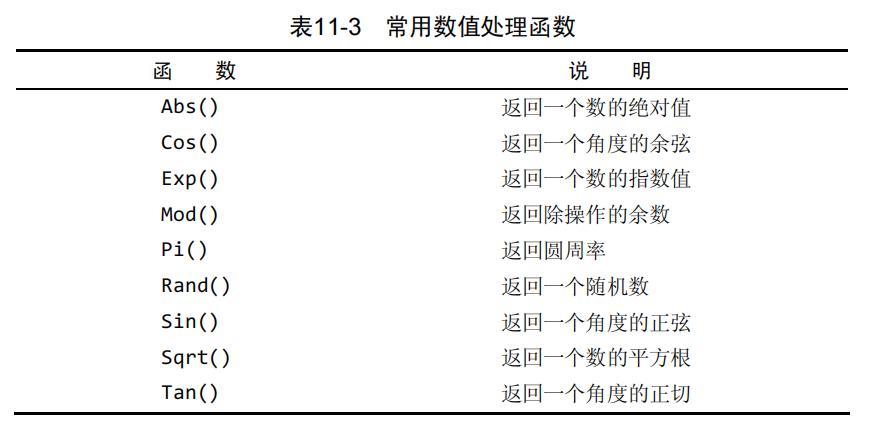 表11-3 常用数值处理函数
函 数 说 明
Abs() 返回一个数的绝对值
Cos() 返回一个角度的余弦
Exp() 返回一个数的指数值
Mod() 返回除操作的余数
Pi() 返回圆周率
Rand() 返回一个随机数
Sin() 返回一个角度的正弦
Sqrt() 返回一个数的平方根
Tan() 返回一个角度的正切